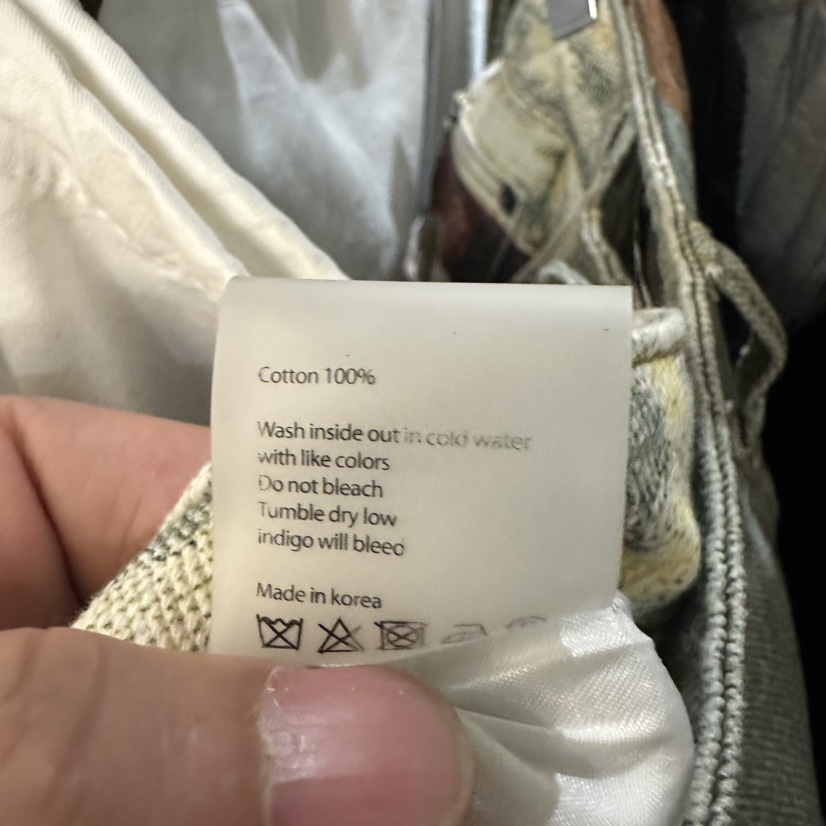 Cotton 100%
Wash inside out in cold water
with like colors
Do not bleach
Tumble dry low
indigo will bleed
Made in korea